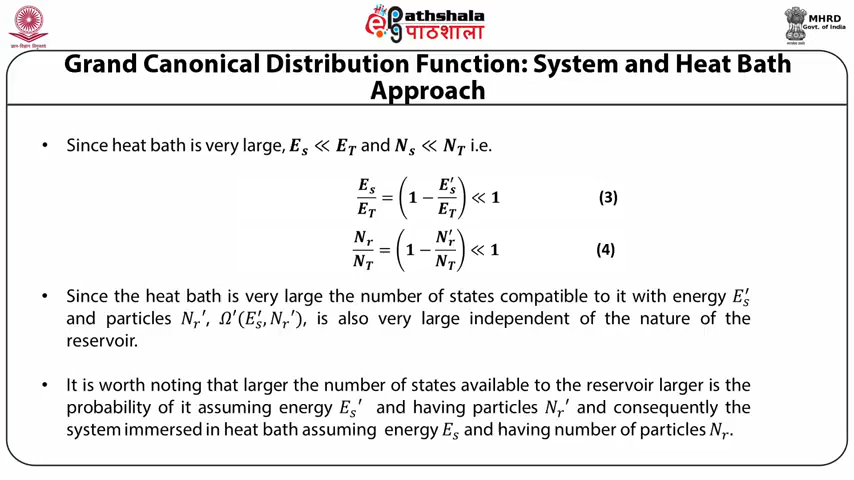 ePathshala
पाठशाला
MHRD
Govt. of India
Grand Canonical Distribution Function: System and Heat Bath
Approach
• Since heat bath is very large, E_s ≪ E_T and N_s ≪ N_T i.e.
E_s/E_T = (1 − E_s′/E_T) ≪ 1 (3)
N_r/N_T = (1 − N_r′/N_T) ≪ 1 (4)
• Since the heat bath is very large the number of states compatible to it with energy E_s′
and particles N_r′, Ω′(E_s′, N_r′), is also very large independent of the nature of the
reservoir.
• It is worth noting that larger the number of states available to the reservoir larger is the
probability of it assuming energy E_s′ and having particles N_r′ and consequently the
system immersed in heat bath assuming energy E_s and having number of particles N_r.